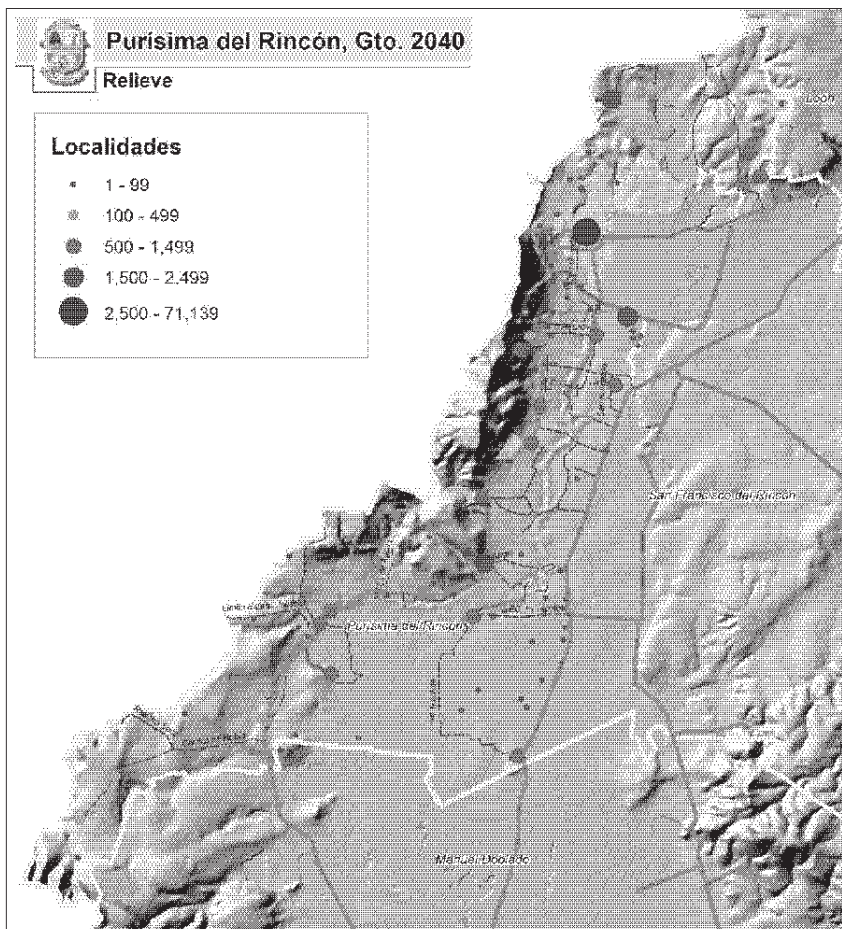 Purísima del Rincón, Gto. 2040
Relieve
Localidades
1 - 99
100 - 499
500 - 1,499
1,500 - 2,499
2,500 - 71,139
León
San Francisco del Rincón
Purísima del Rincón
Manuel Doblado